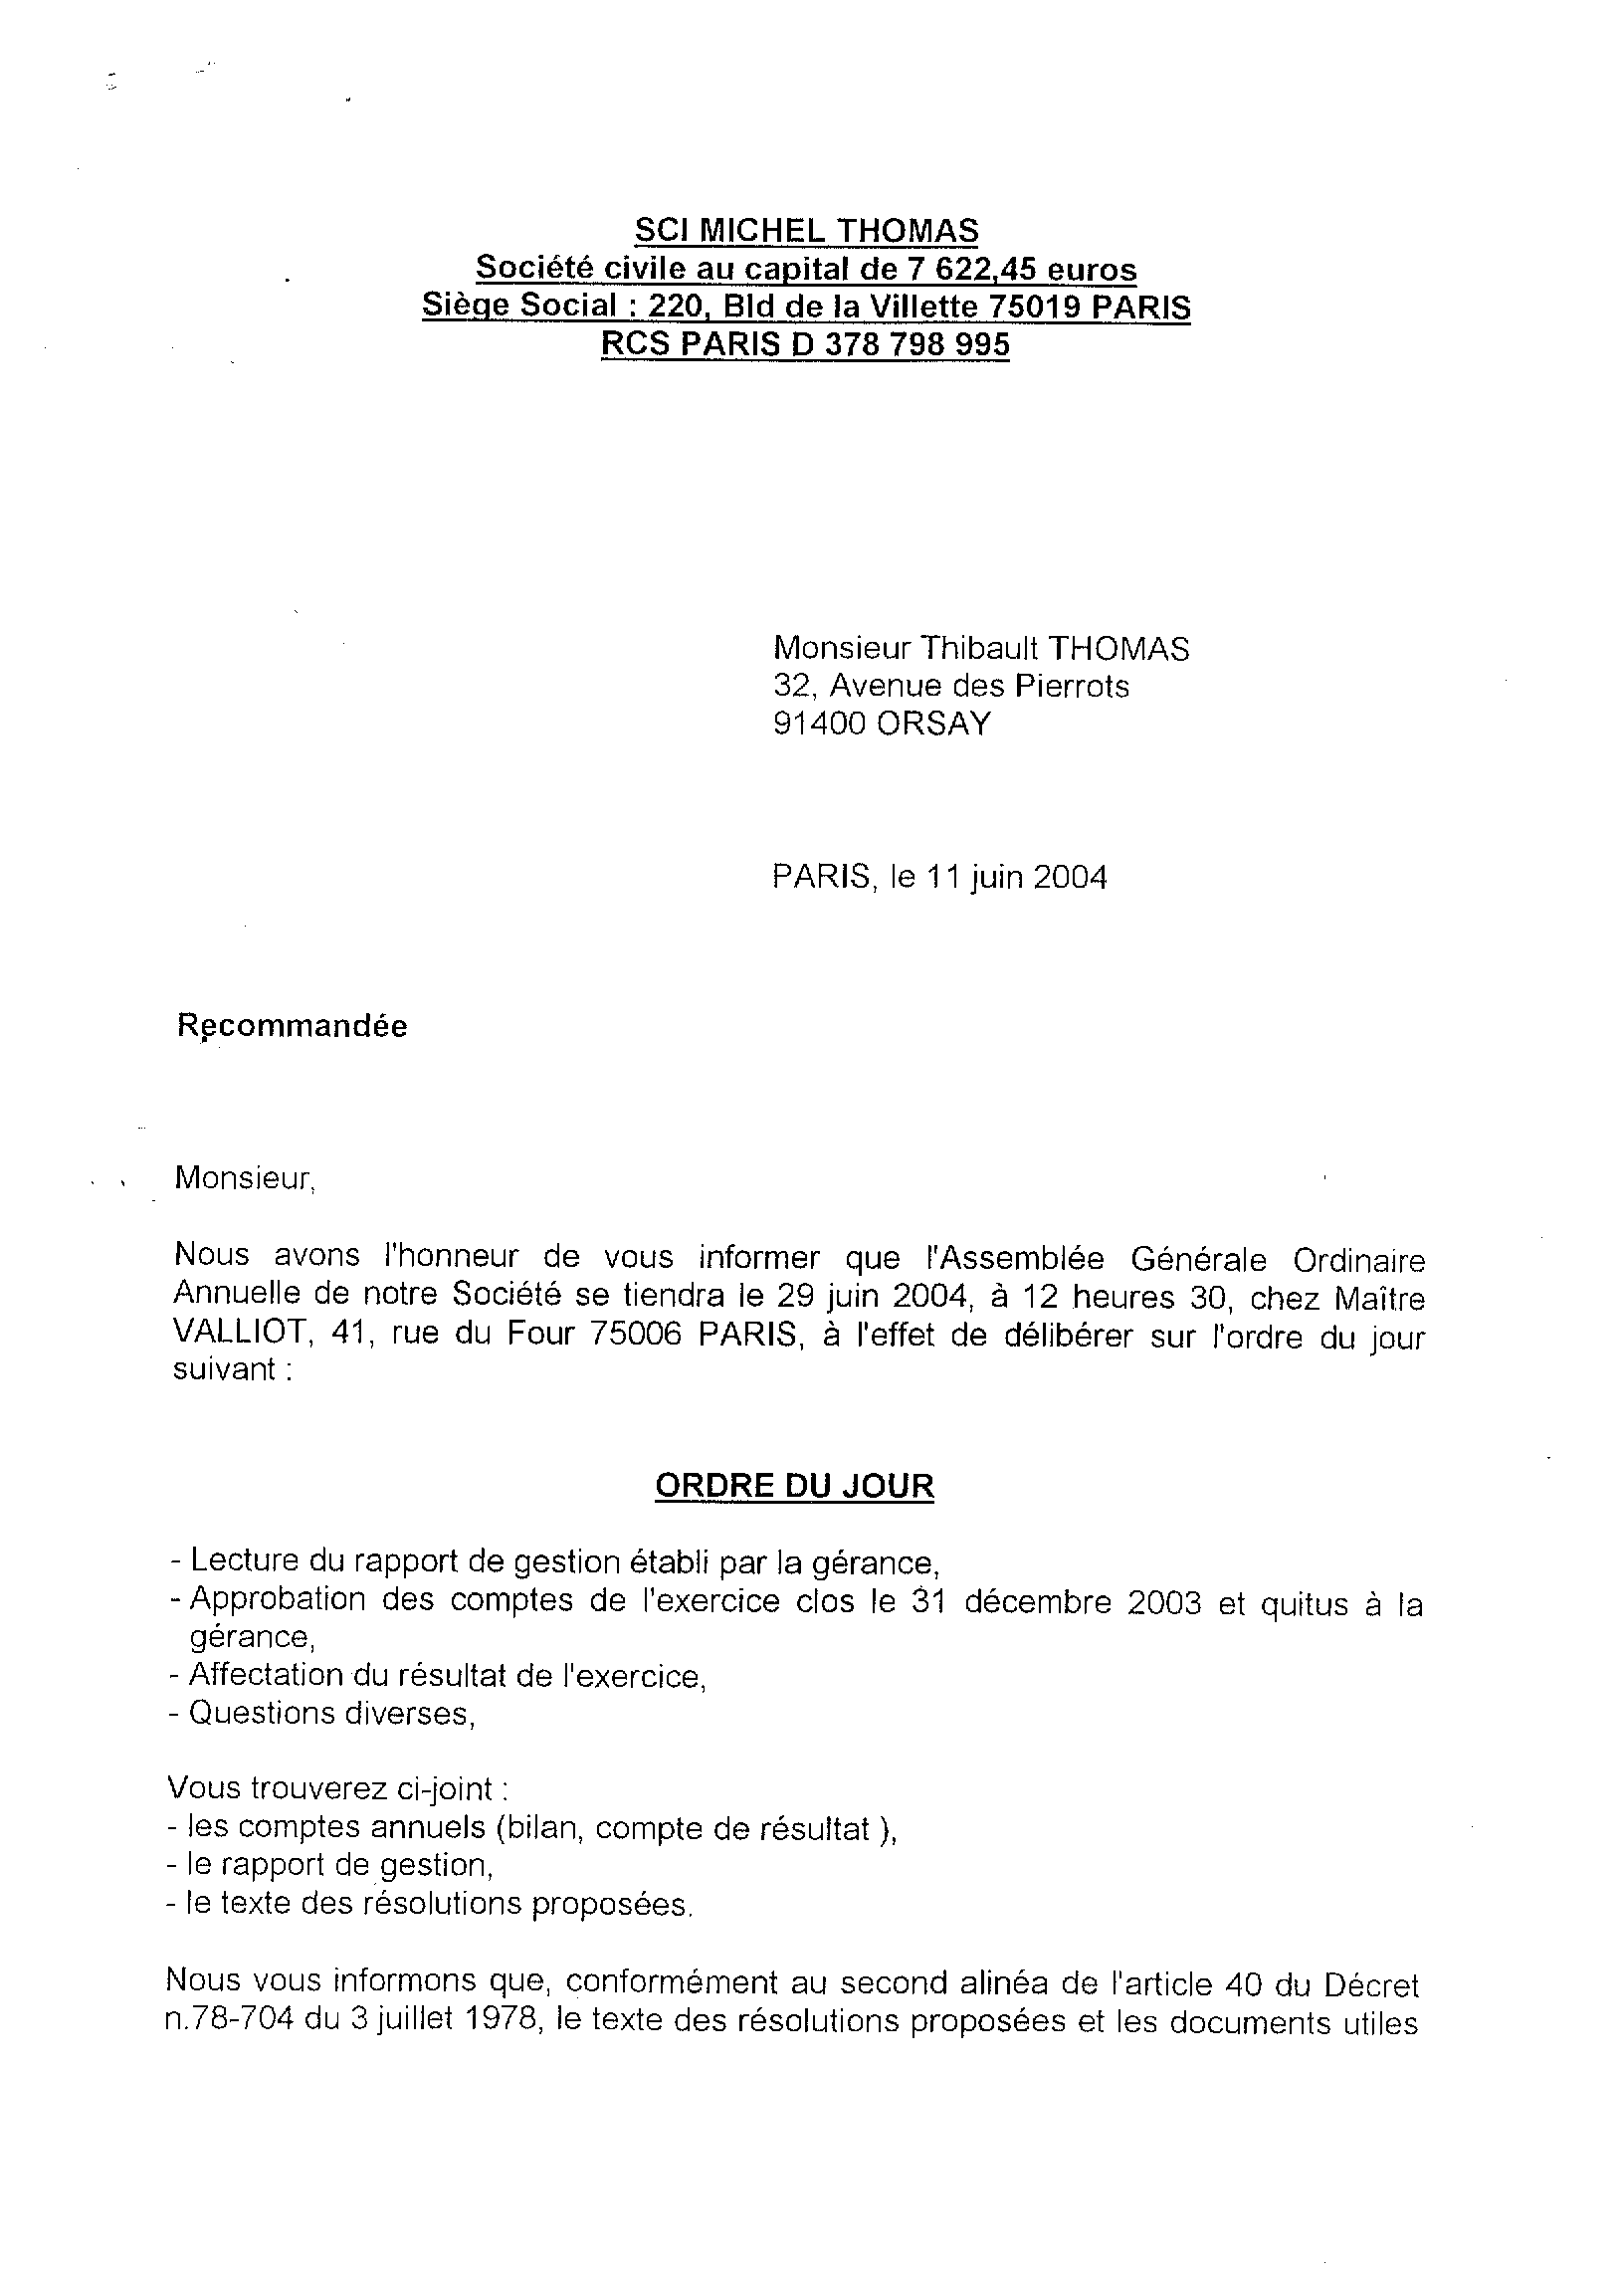 SCI MICHEL THOMAS
Société civile au capital de 7 622,45 euros
Siège Social : 220, Bld de la Villette 75019 PARIS
RCS PARIS D 378 798 995
Monsieur Thibault THOMAS
32, Avenue des Pierrots
91400 ORSAY
PARIS, le 11 juin 2004
Recommandée
Monsieur,
Nous avons l'honneur de vous informer que l'Assemblée Générale Ordinaire
Annuelle de notre Société se tiendra le 29 juin 2004, à 12 heures 30, chez Maître
VALLIOT, 41, rue du Four 75006 PARIS, à l'effet de délibérer sur l'ordre du jour
suivant :
ORDRE DU JOUR
- Lecture du rapport de gestion établi par la gérance,
- Approbation des comptes de l'exercice clos le 31 décembre 2003 et quitus à la
gérance,
- Affectation du résultat de l'exercice,
- Questions diverses,
Vous trouverez ci-joint :
- les comptes annuels (bilan, compte de résultat ),
- le rapport de gestion,
- le texte des résolutions proposées.
Nous vous informons que, conformément au second alinéa de l'article 40 du Décret
n.78-704 du 3 juillet 1978, le texte des résolutions proposées et les documents utiles